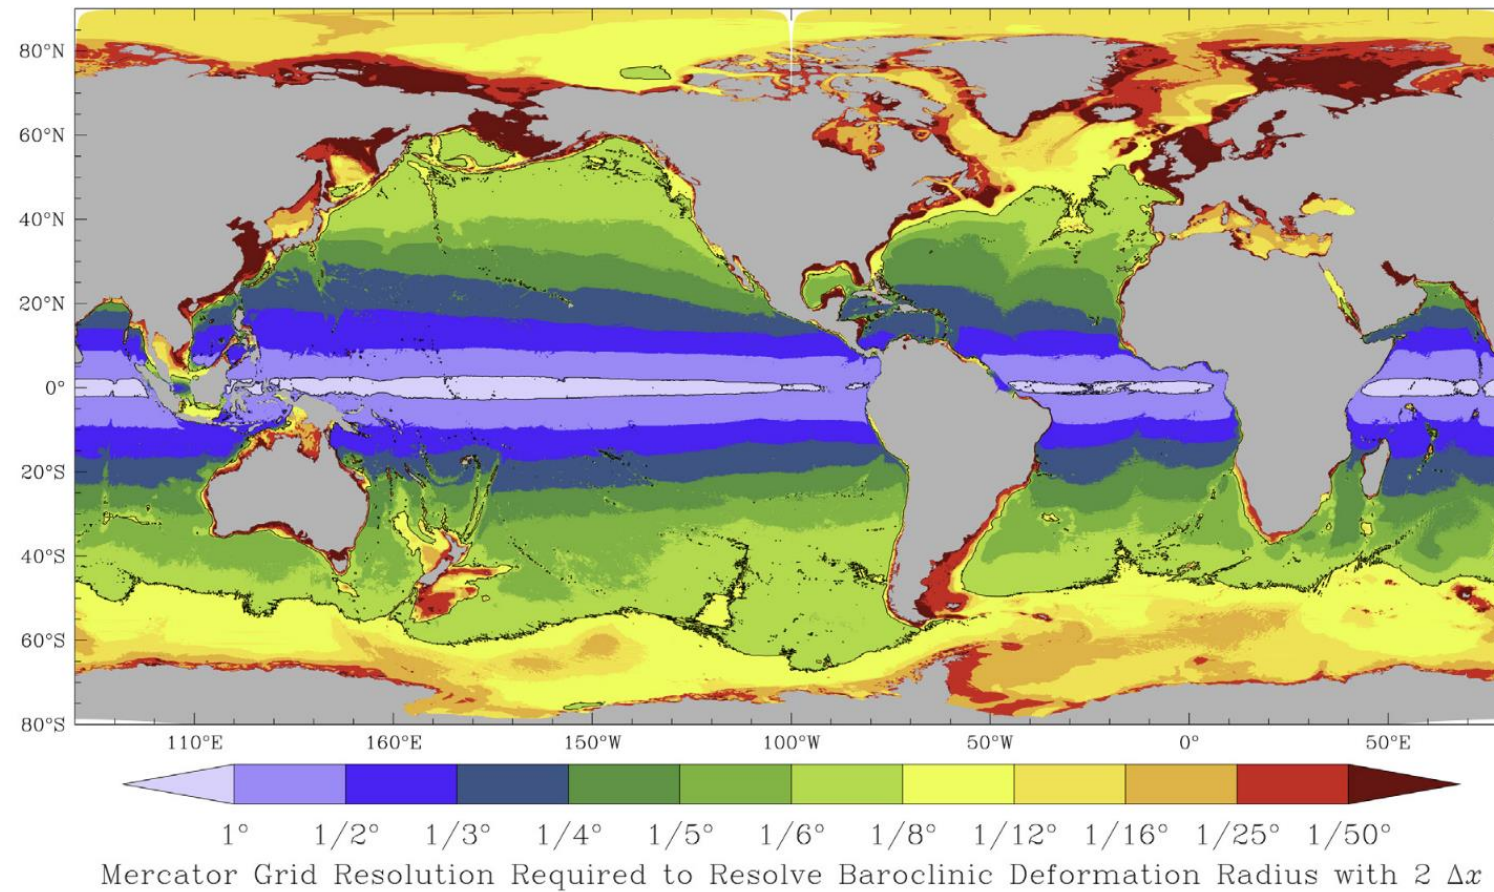 80°N
60°N
40°N
20°N
0°
20°S
40°S
60°S
80°S
110°E 160°E 150°W 100°W 50°W 0° 50°E
1° 1/2° 1/3° 1/4° 1/5° 1/6° 1/8° 1/12° 1/16° 1/25° 1/50°
Mercator Grid Resolution Required to Resolve Baroclinic Deformation Radius with 2 Δx